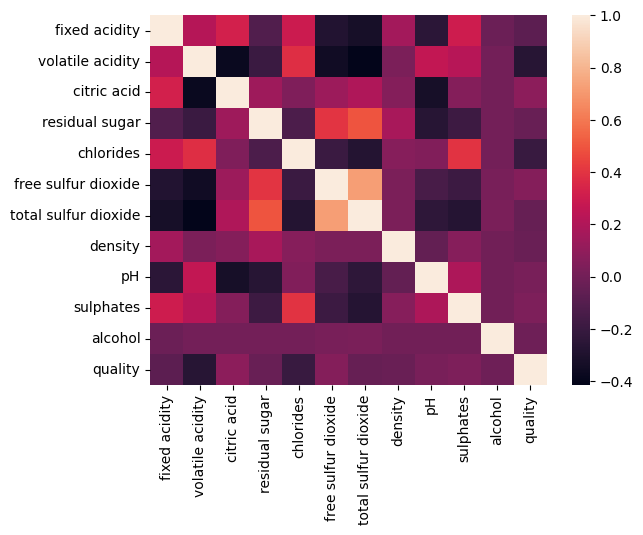 fixed acidity
volatile acidity
citric acid
residual sugar
chlorides
free sulfur dioxide
total sulfur dioxide
density
pH
sulphates
alcohol
quality
fixed acidity
volatile acidity
citric acid
residual sugar
chlorides
free sulfur dioxide
total sulfur dioxide
density
pH
sulphates
alcohol
quality
1.0
0.8
0.6
0.4
0.2
0.0
−0.2
−0.4